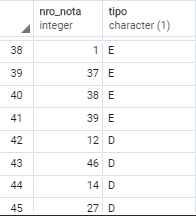 nro_nota tipo
integer character (1)
38 1 E
39 37 E
40 38 E
41 39 E
42 12 D
43 46 D
44 14 D
45 27 D